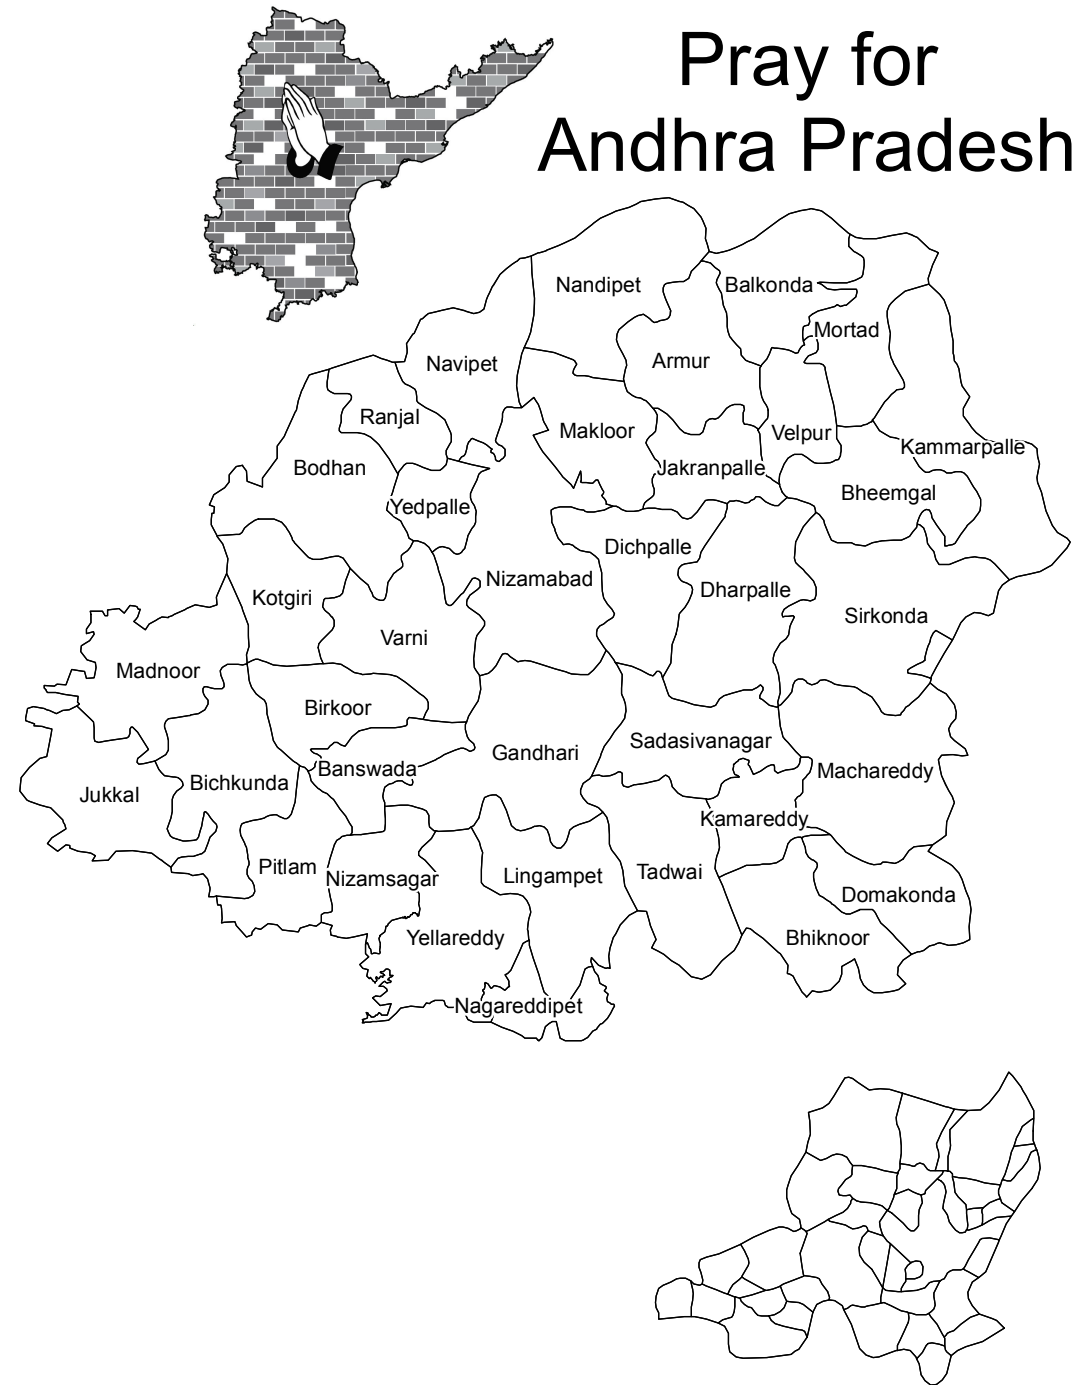 Pray for
Andhra Pradesh
Nandipet
Balkonda
Mortad
Navipet
Armur
Ranjal
Makloor
Velpur
Kammarpalle
Bodhan
Jakranpalle
Yedpalle
Bheemgal
Dichpalle
Nizamabad
Dharpalle
Kotgiri
Sirkonda
Varni
Madnoor
Birkoor
Sadasivanagar
Gandhari
Banswada
Machareddy
Bichkunda
Jukkal
Kamareddy
Pitlam
Nizamsagar
Lingampet
Tadwai
Domakonda
Yellareddy
Bhiknoor
Nagareddipet